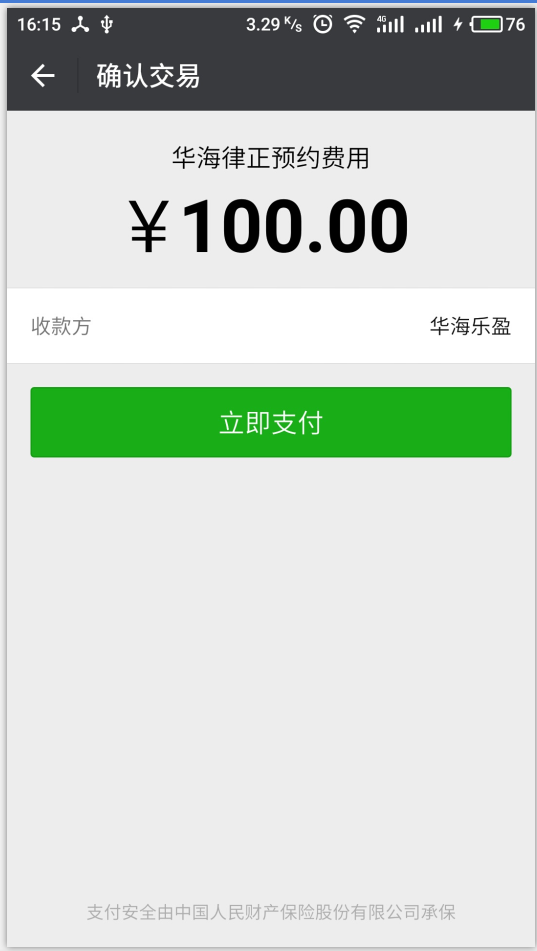 16:15 3.29 K/s 4G 76
确认交易
华海律正预约费用
￥100.00
收款方 华海乐盈
立即支付
支付安全由中国人民财产保险股份有限公司承保